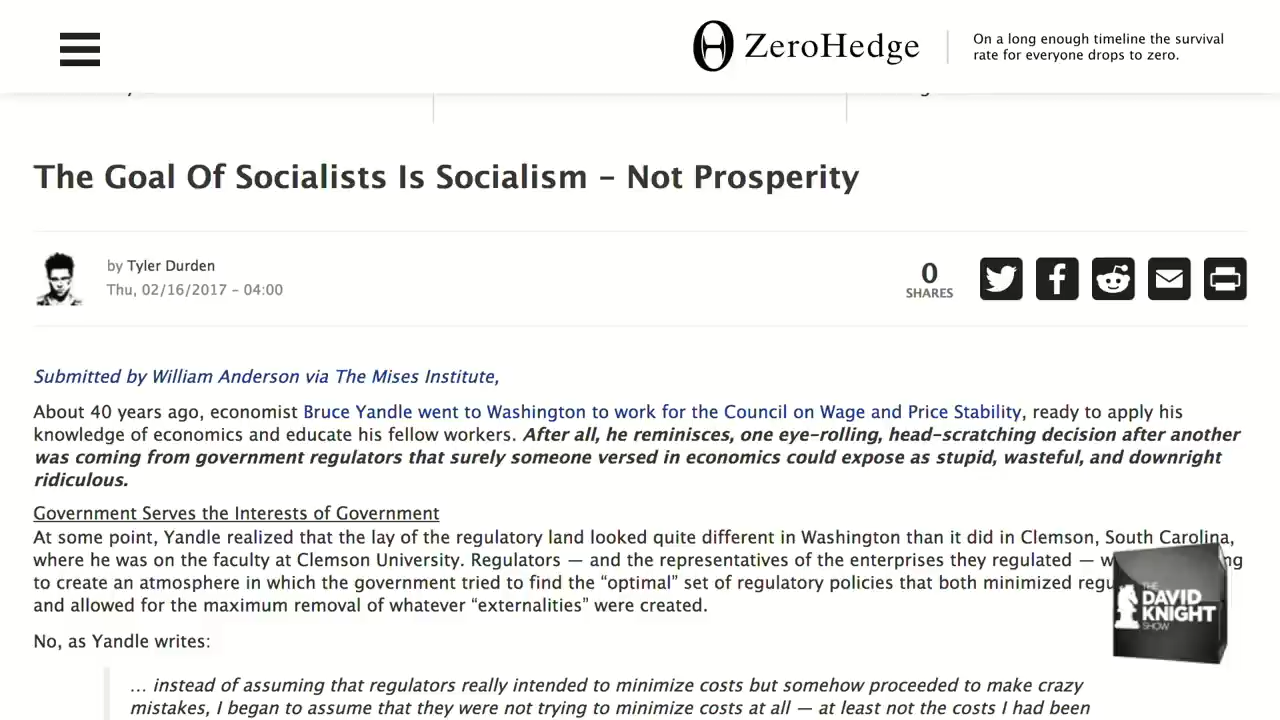 ZeroHedge
On a long enough timeline the survival
rate for everyone drops to zero.
The Goal Of Socialists Is Socialism – Not Prosperity
by Tyler Durden
Thu, 02/16/2017 – 04:00
0
SHARES
Submitted by William Anderson via The Mises Institute,
About 40 years ago, economist Bruce Yandle went to Washington to work for the Council on Wage and Price Stability, ready to apply his
knowledge of economics and educate his fellow workers. After all, he reminisces, one eye-rolling, head-scratching decision after another
was coming from government regulators that surely someone versed in economics could expose as stupid, wasteful, and downright
ridiculous.
Government Serves the Interests of Government
At some point, Yandle realized that the lay of the regulatory land looked quite different in Washington than it did in Clemson, South Carolina,
where he was on the faculty at Clemson University. Regulators — and the representatives of the enterprises they regulated —
to create an atmosphere in which the government tried to find the “optimal” set of regulatory policies that both minimized
and allowed for the maximum removal of whatever “externalities” were created.
THE
DAVID
KNIGHT
SHOW
No, as Yandle writes:
... instead of assuming that regulators really intended to minimize costs but somehow proceeded to make crazy
mistakes, I began to assume that they were not trying to minimize costs at all — at least not the costs I had been